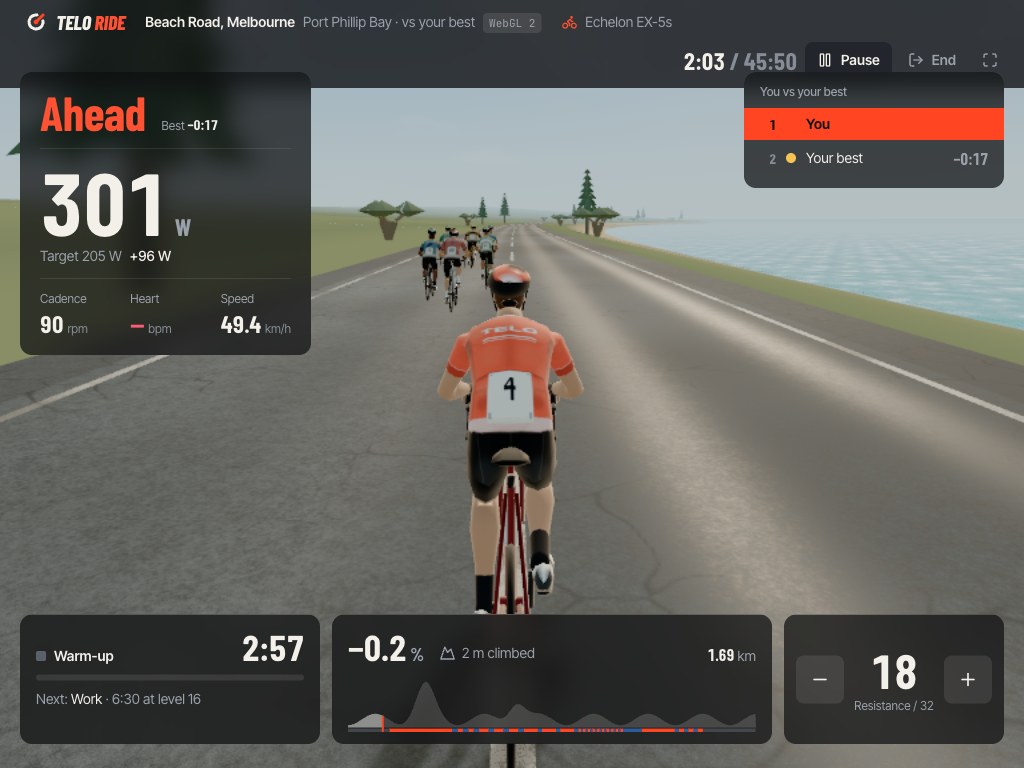 TELO RIDE Beach Road, Melbourne Port Phillip Bay · vs your best WebGL 2 Echelon EX-5s
2:03 / 45:50 Pause End
Ahead Best −0:17
301 W
Target 205 W +96 W
Cadence Heart Speed
90 rpm — bpm 49.4 km/h
You vs your best
1 You
2 Your best −0:17
TELO
4
Warm-up 2:57
Next: Work · 6:30 at level 16
−0.2 % 2 m climbed 1.69 km
− 18 +
Resistance / 32